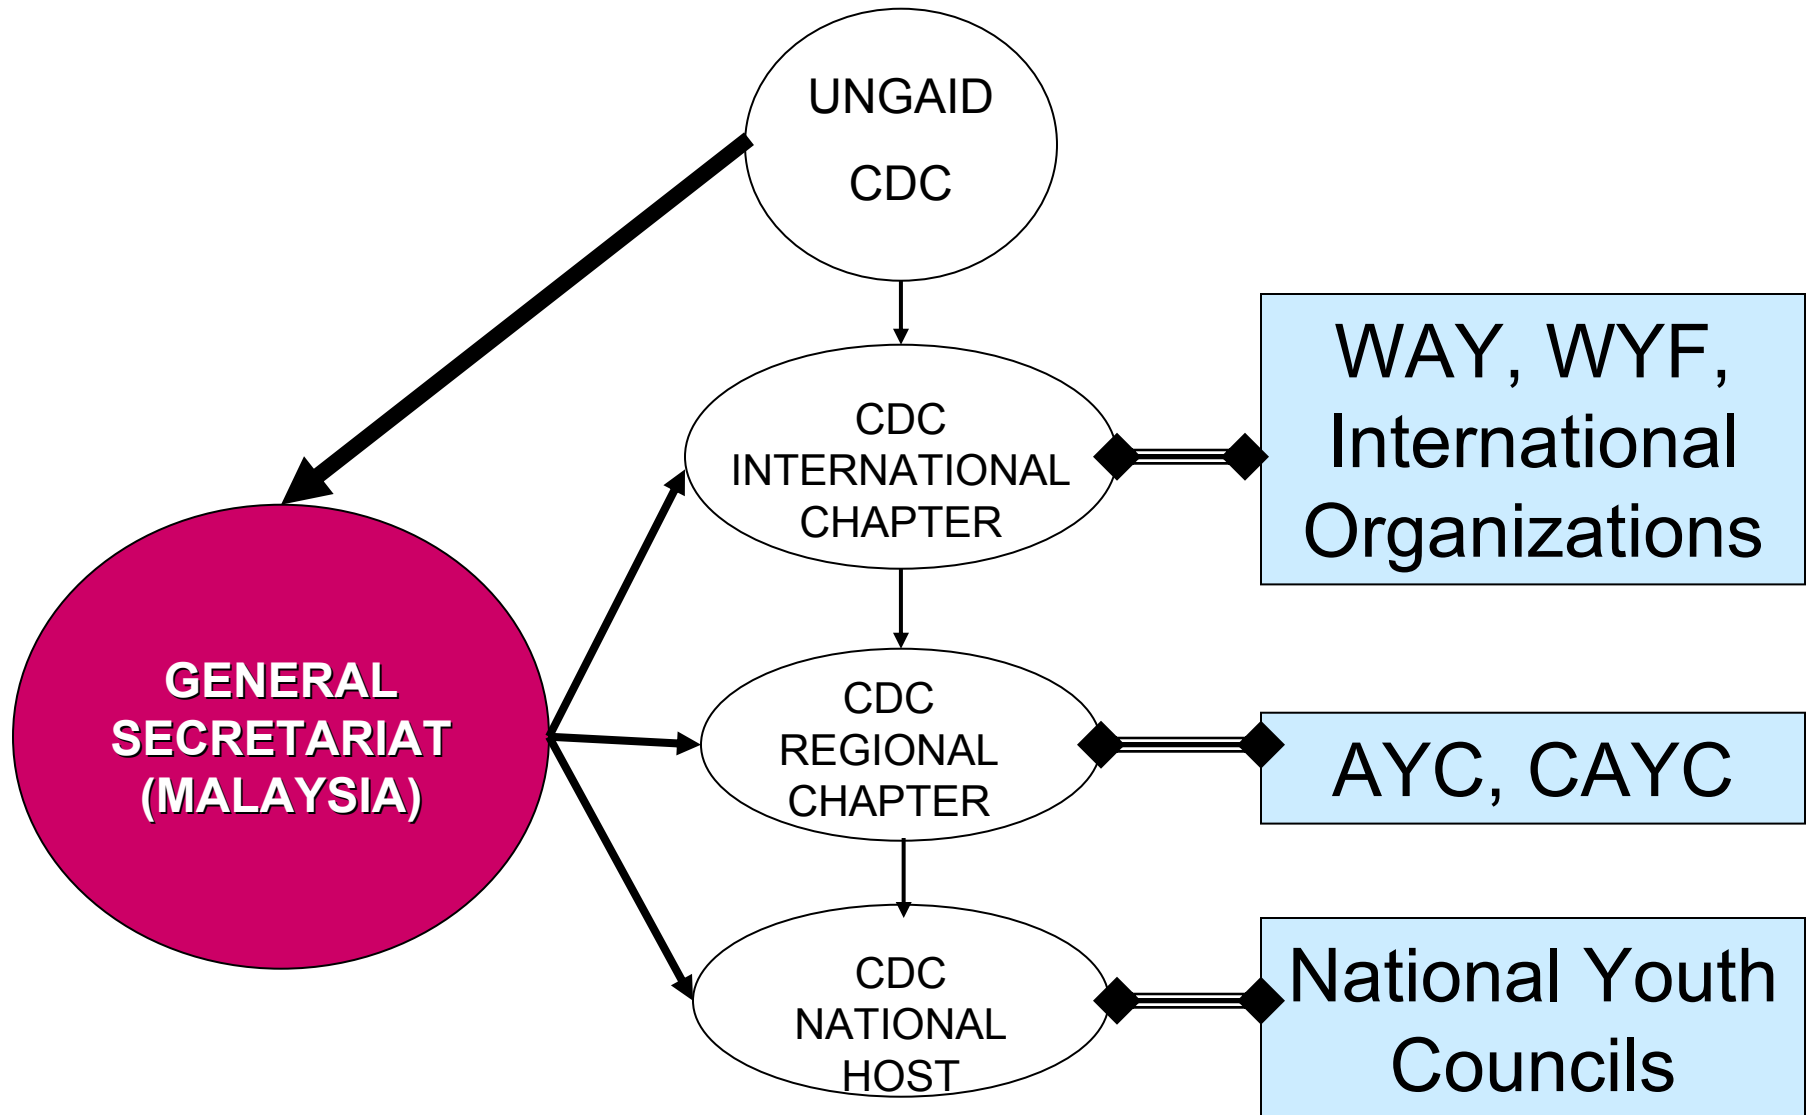 UNGAID
CDC
CDC
INTERNATIONAL
CHAPTER
WAY, WYF,
International
Organizations
GENERAL
SECRETARIAT
(MALAYSIA)
CDC
REGIONAL
CHAPTER
AYC, CAYC
CDC
NATIONAL
HOST
National Youth
Councils